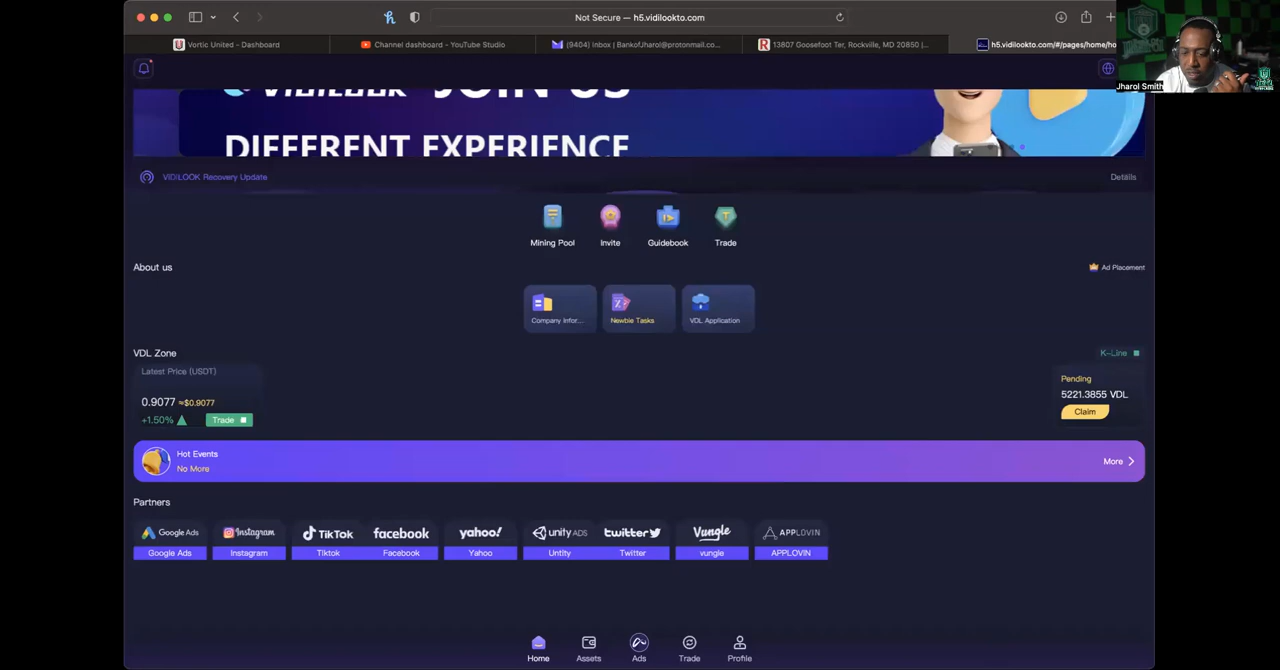 Not Secure — h5.vidilookto.com
Vortic United - Dashboard
Channel dashboard - YouTube Studio
(9404) Inbox | BankofJharol@protonmail.co...
13807 Goosefoot Ter, Rockville, MD 20850 |...
h5.vidilookto.com/#/pages/home/ho
Jharol Smith
VIDILOOK JOIN US
DIFFERENT EXPERIENCE
VIDILOOK Recovery Update
Details
Mining Pool
Invite
Guidebook
Trade
About us
Ad Placement
Company Infor...
Newbie Tasks
VDL Application
VDL Zone
K-Line
Latest Price (USDT)
0.9077 ≈$0.9077
+1.50%
Trade
Pending
5221.3855 VDL
Claim
Hot Events
No More
More
Partners
Google Ads
Instagram
TikTok
facebook
yahoo!
unity ADS
twitter
Vungle
APPLOVIN
Google Ads
Instagram
Tiktok
Facebook
Yahoo
Untity
Twitter
vungle
APPLOVIN
Home
Assets
Ads
Trade
Profile